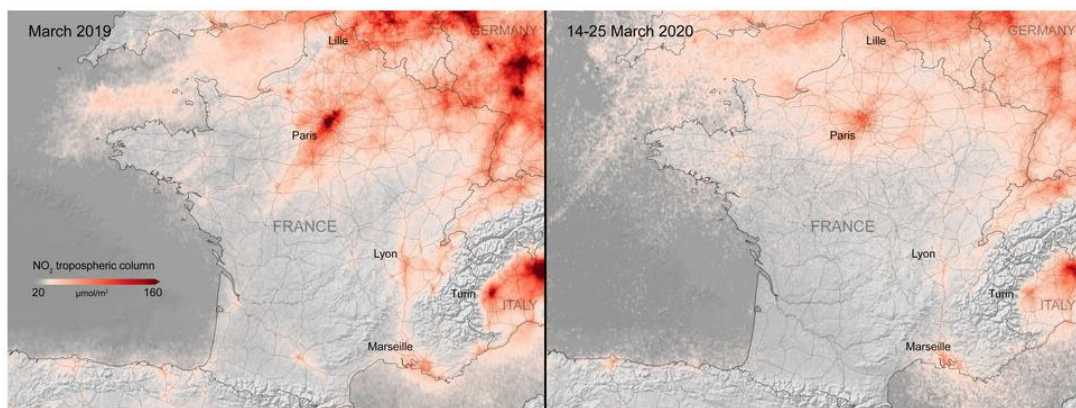 March 2019
Lille
GERMANY
Paris
FRANCE
Lyon
NO₂ tropospheric column
20 µmol/m² 160
Turin
ITALY
Marseille
14-25 March 2020
Lille
GERMANY
Paris
FRANCE
Lyon
Turin
ITALY
Marseille